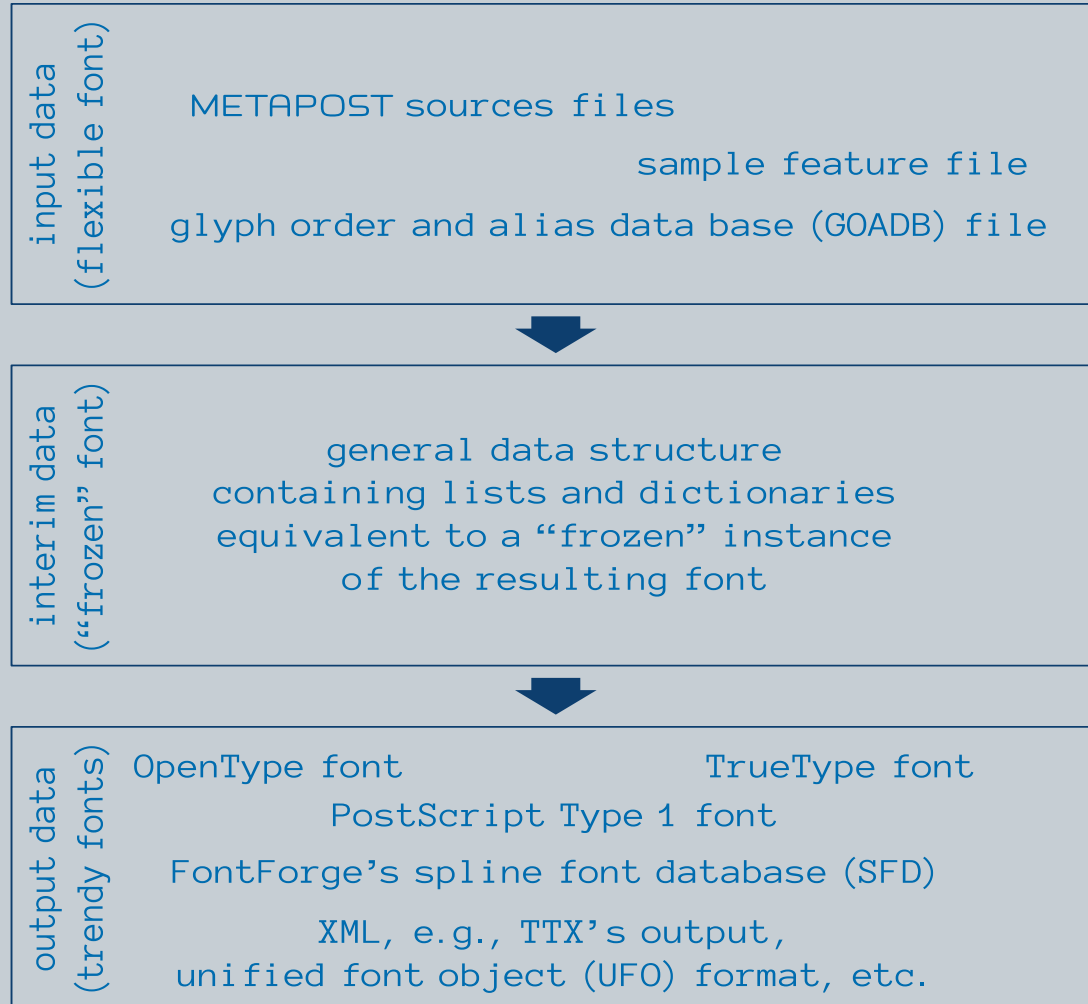 input data
(flexible font)
METAPOST sources files
sample feature file
glyph order and alias data base (GOADB) file
interim data
(“frozen” font)
general data structure
containing lists and dictionaries
equivalent to a “frozen” instance
of the resulting font
output data
(trendy fonts)
OpenType font TrueType font
PostScript Type 1 font
FontForge’s spline font database (SFD)
XML, e.g., TTX’s output,
unified font object (UFO) format, etc.